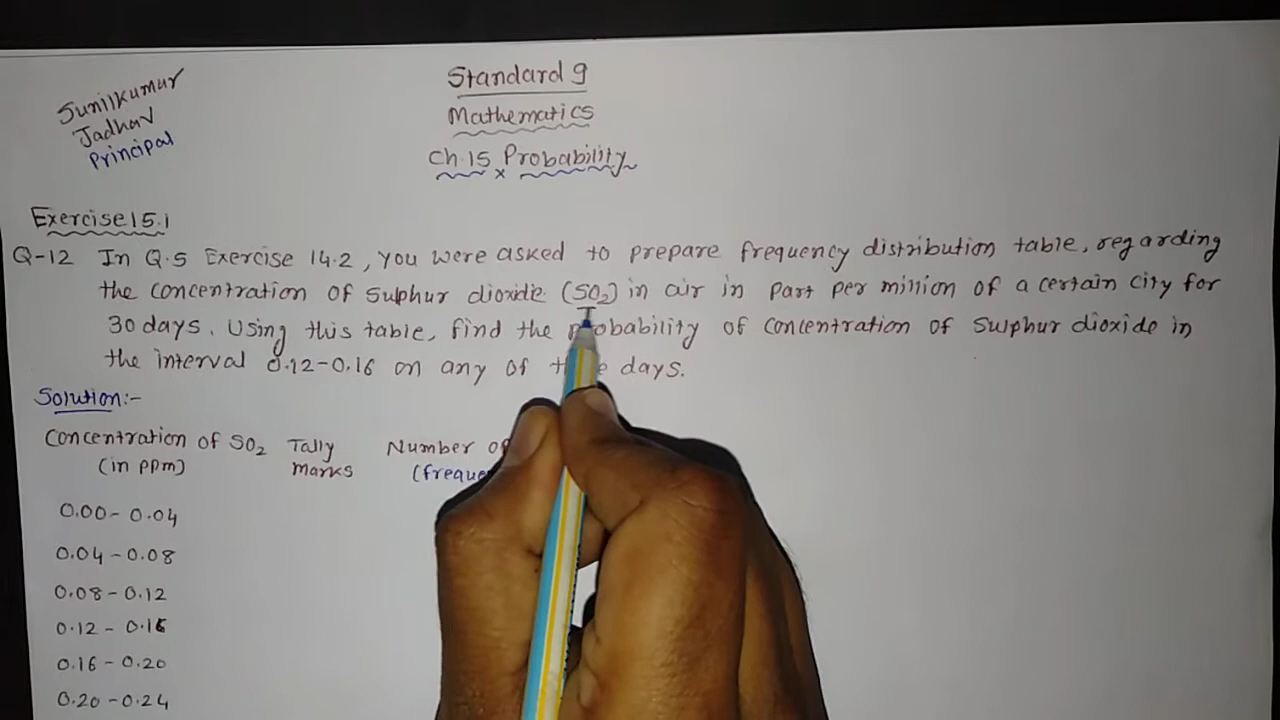 Sunilkumar
Jadhav
Principal
Standard 9
Mathematics
Ch.15 Probability
x
Exercise 15.1
Q-12 In Q.5 Exercise 14.2, you were asked to prepare frequency distribution table, regarding
the concentration of Sulphur dioxide (SO2) in air in part per million of a certain city for
30 days. Using this table, find the probability of concentration of Sulphur dioxide in
the interval 0.12-0.16 on any of days.
Solution:-
Concentration of SO2 Tally Number
(in ppm) marks
0.00 - 0.04
0.04 - 0.08
0.08 - 0.12
0.12 - 0.16
0.16 - 0.20
0.20 - 0.24